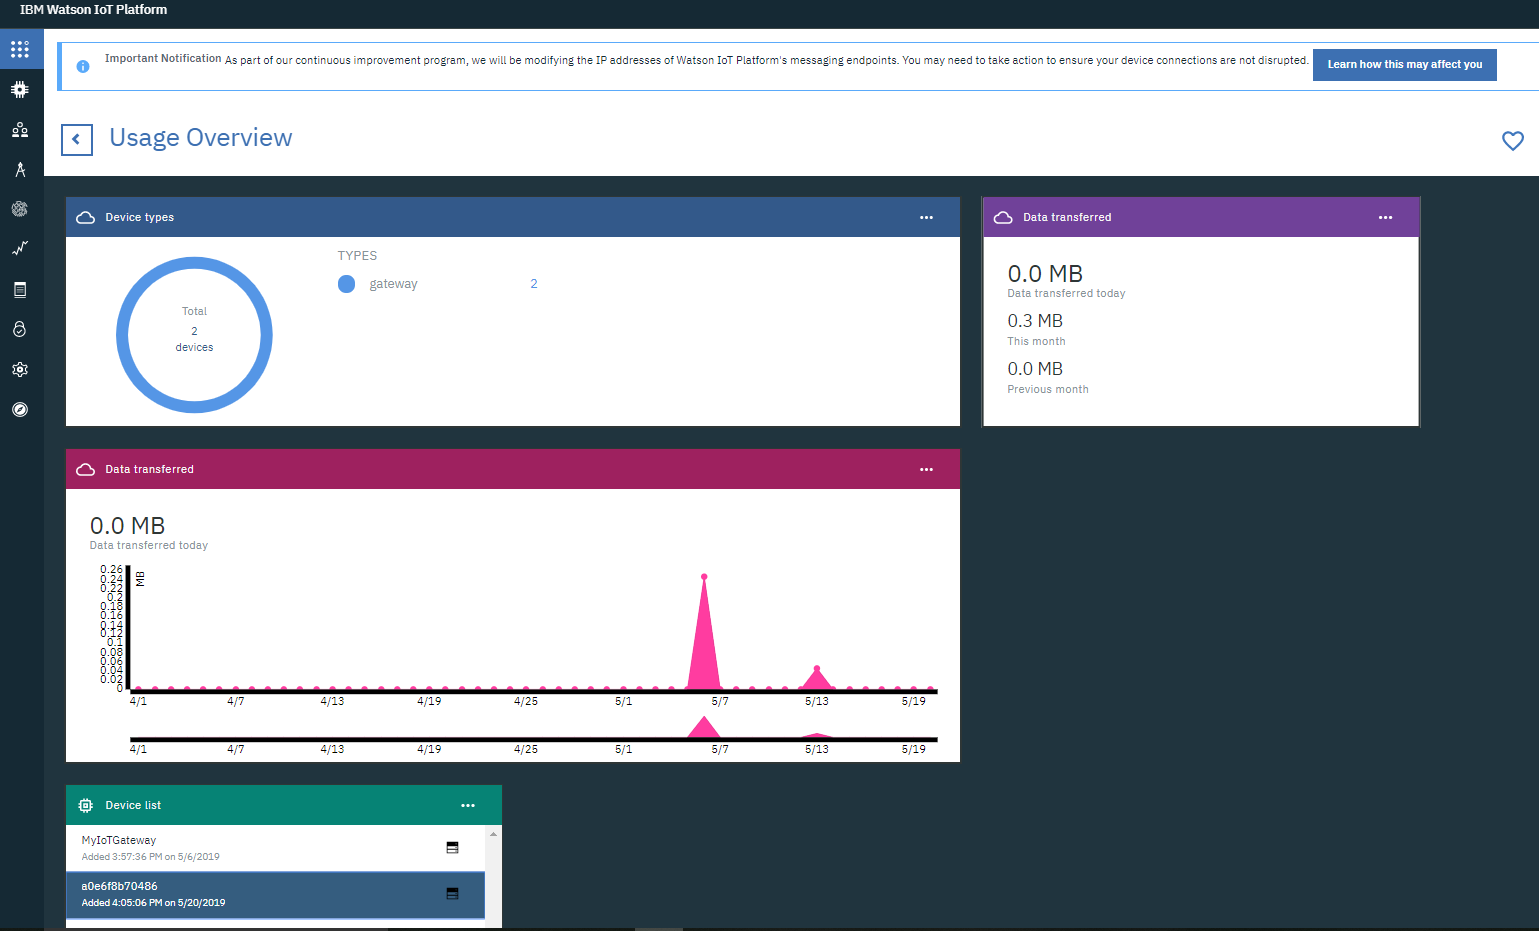 IBM Watson IoT Platform
Important Notification As part of our continuous improvement program, we will be modifying the IP addresses of Watson IoT Platform's messaging endpoints. You may need to take action to ensure your device connections are not disrupted. Learn how this may affect you
Usage Overview
Device types
TYPES
gateway 2
Total
2
devices
Data transferred
0.0 MB
Data transferred today
0.3 MB
This month
0.0 MB
Previous month
Data transferred
0.0 MB
Data transferred today
MB
0.26
0.24
0.22
0.2
0.18
0.16
0.14
0.12
0.1
0.08
0.06
0.04
0.02
0
4/1 4/7 4/13 4/19 4/25 5/1 5/7 5/13 5/19
4/1 4/7 4/13 4/19 4/25 5/1 5/7 5/13 5/19
Device list
MyIoTGateway
Added 3:57:36 PM on 5/6/2019
a0e6f8b70486
Added 4:05:06 PM on 5/20/2019